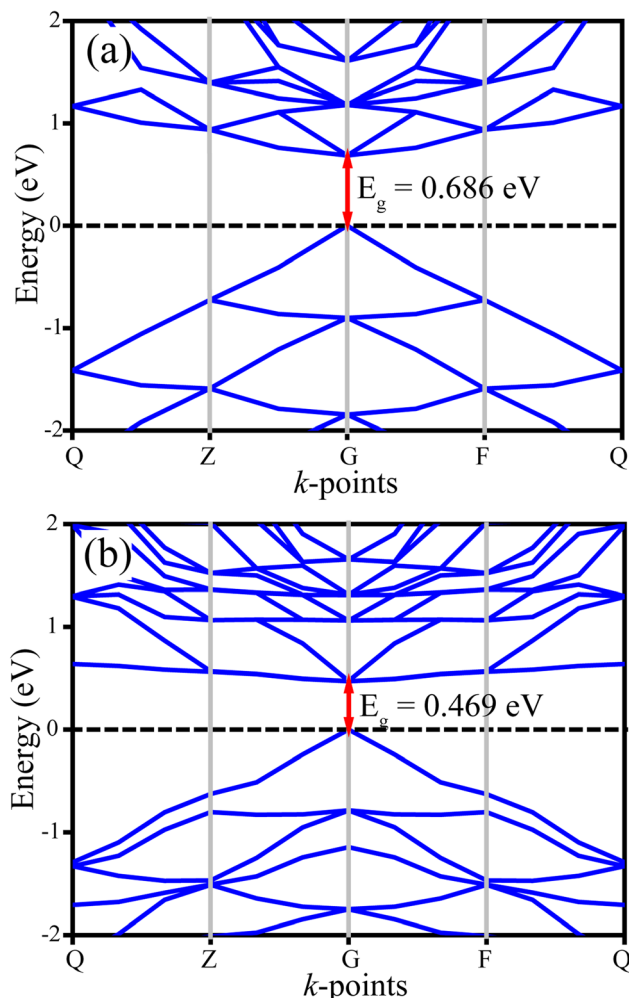 (a)
2
1
0
-1
-2
Energy (eV)
E_g = 0.686 eV
Q Z G F Q
k-points
(b)
2
1
0
-1
-2
Energy (eV)
E_g = 0.469 eV
Q Z G F Q
k-points